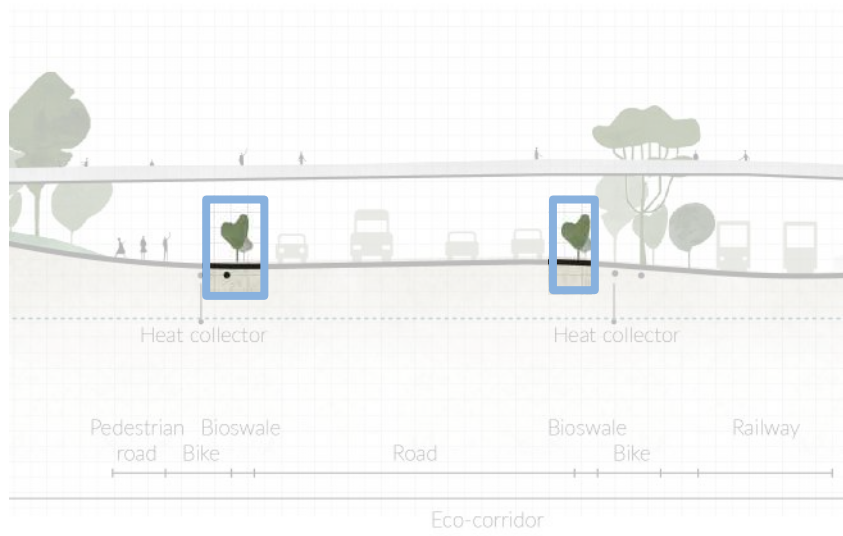 Heat collector
Heat collector
Pedestrian Bioswale
road Bike
Road
Bioswale
Bike
Railway
Eco-corridor